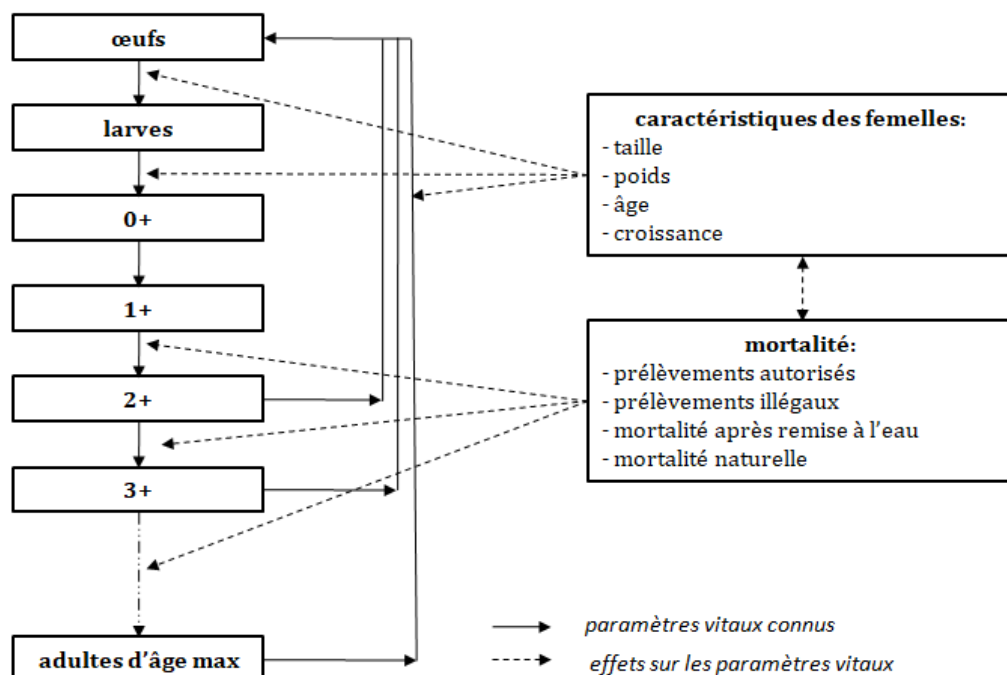 œufs
larves
0+
1+
2+
3+
adultes d'âge max
caractéristiques des femelles:
- taille
- poids
- âge
- croissance
mortalité:
- prélèvements autorisés
- prélèvements illégaux
- mortalité après remise à l'eau
- mortalité naturelle
paramètres vitaux connus
effets sur les paramètres vitaux